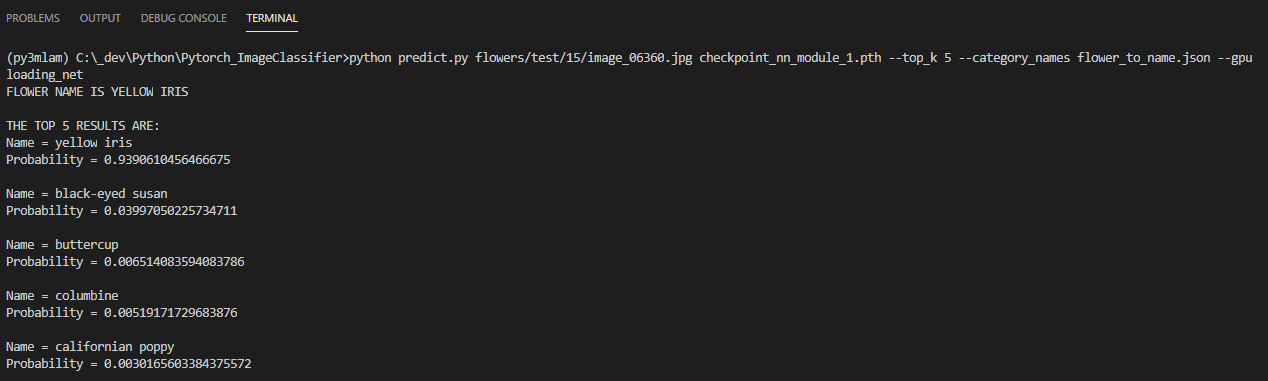 PROBLEMS OUTPUT DEBUG CONSOLE TERMINAL
(py3mlam) C:\_dev\Python\Pytorch_ImageClassifier>python predict.py flowers/test/15/image_06360.jpg checkpoint_nn_module_1.pth --top_k 5 --category_names flower_to_name.json --gpu
loading_net
FLOWER NAME IS YELLOW IRIS
THE TOP 5 RESULTS ARE:
Name = yellow iris
Probability = 0.9390610456466675
Name = black-eyed susan
Probability = 0.03997050225734711
Name = buttercup
Probability = 0.006514083594083786
Name = columbine
Probability = 0.00519171729683876
Name = californian poppy
Probability = 0.0030165603384375572